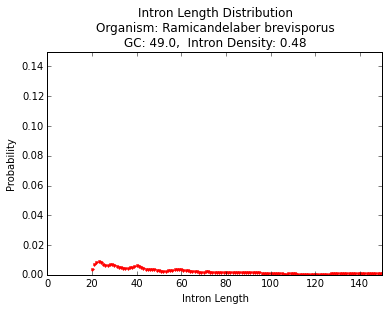 Intron Length Distribution
Organism: Ramicandelaber brevisporus
GC: 49.0,  Intron Density: 0.48
0.14
0.12
0.10
0.08
0.06
0.04
0.02
0.00
Probability
0 20 40 60 80 100 120 140
Intron Length